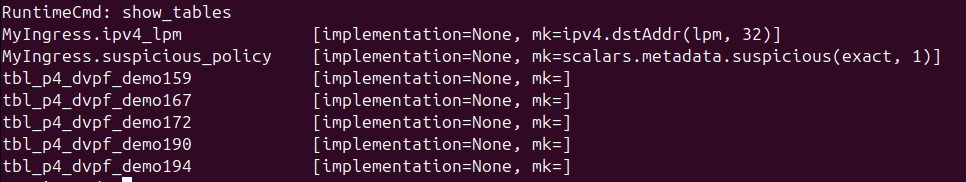 RuntimeCmd: show_tables
MyIngress.ipv4_lpm [implementation=None, mk=ipv4.dstAddr(lpm, 32)]
MyIngress.suspicious_policy [implementation=None, mk=scalars.metadata.suspicious(exact, 1)]
tbl_p4_dvpf_demo159 [implementation=None, mk=]
tbl_p4_dvpf_demo167 [implementation=None, mk=]
tbl_p4_dvpf_demo172 [implementation=None, mk=]
tbl_p4_dvpf_demo190 [implementation=None, mk=]
tbl_p4_dvpf_demo194 [implementation=None, mk=]